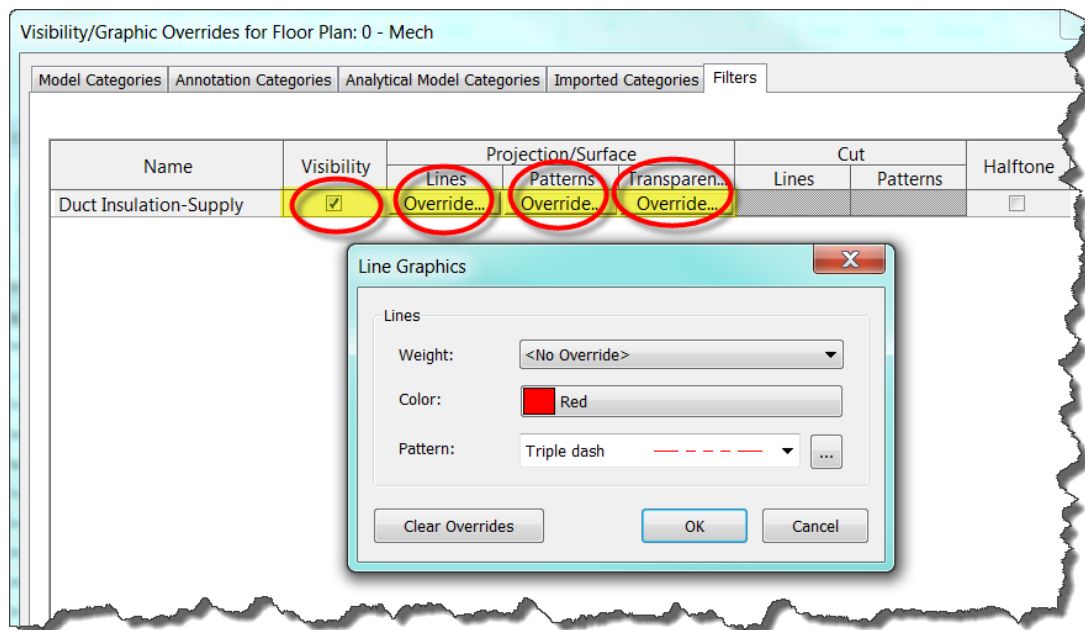 Visibility/Graphic Overrides for Floor Plan: 0 - Mech
Model Categories Annotation Categories Analytical Model Categories Imported Categories Filters
Name Visibility Projection/Surface Cut Halftone
Lines Patterns Transparen... Lines Patterns
Duct Insulation-Supply Override... Override... Override...
Line Graphics
Lines
Weight: <No Override>
Color: Red
Pattern: Triple dash ...
Clear Overrides OK Cancel